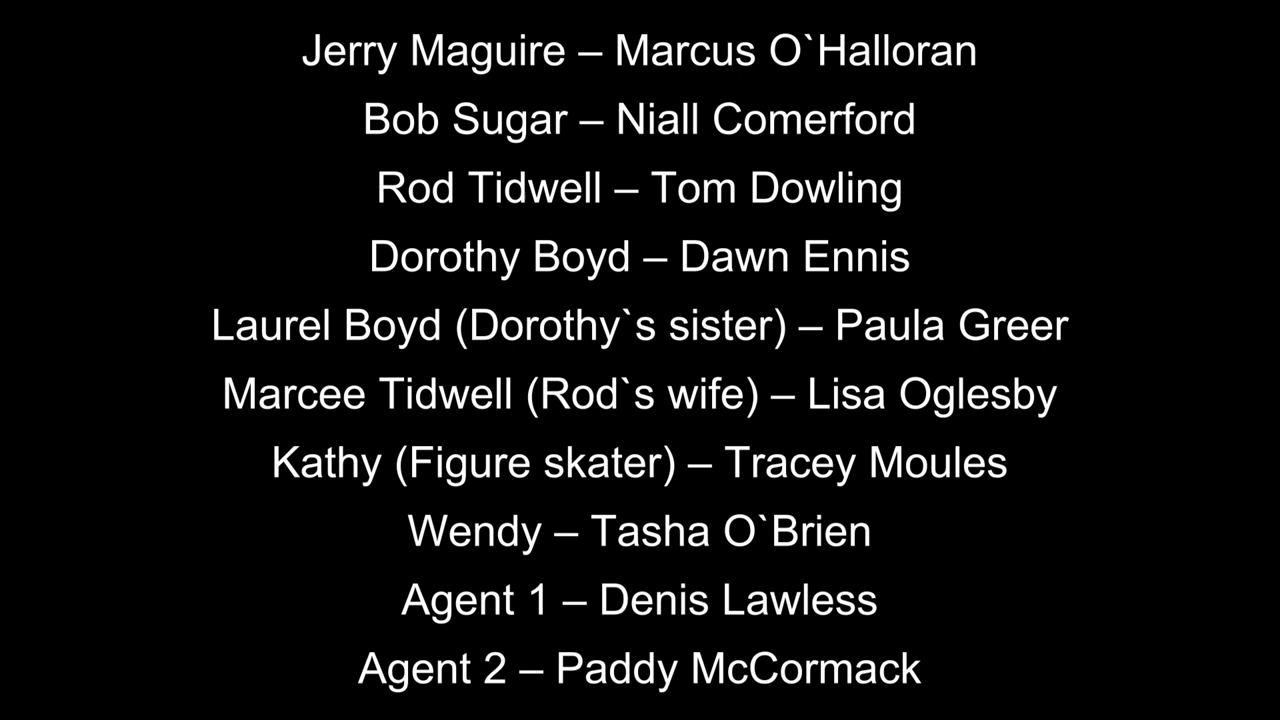 Jerry Maguire – Marcus O`Halloran
Bob Sugar – Niall Comerford
Rod Tidwell – Tom Dowling
Dorothy Boyd – Dawn Ennis
Laurel Boyd (Dorothy`s sister) – Paula Greer
Marcee Tidwell (Rod`s wife) – Lisa Oglesby
Kathy (Figure skater) – Tracey Moules
Wendy – Tasha O`Brien
Agent 1 – Denis Lawless
Agent 2 – Paddy McCormack